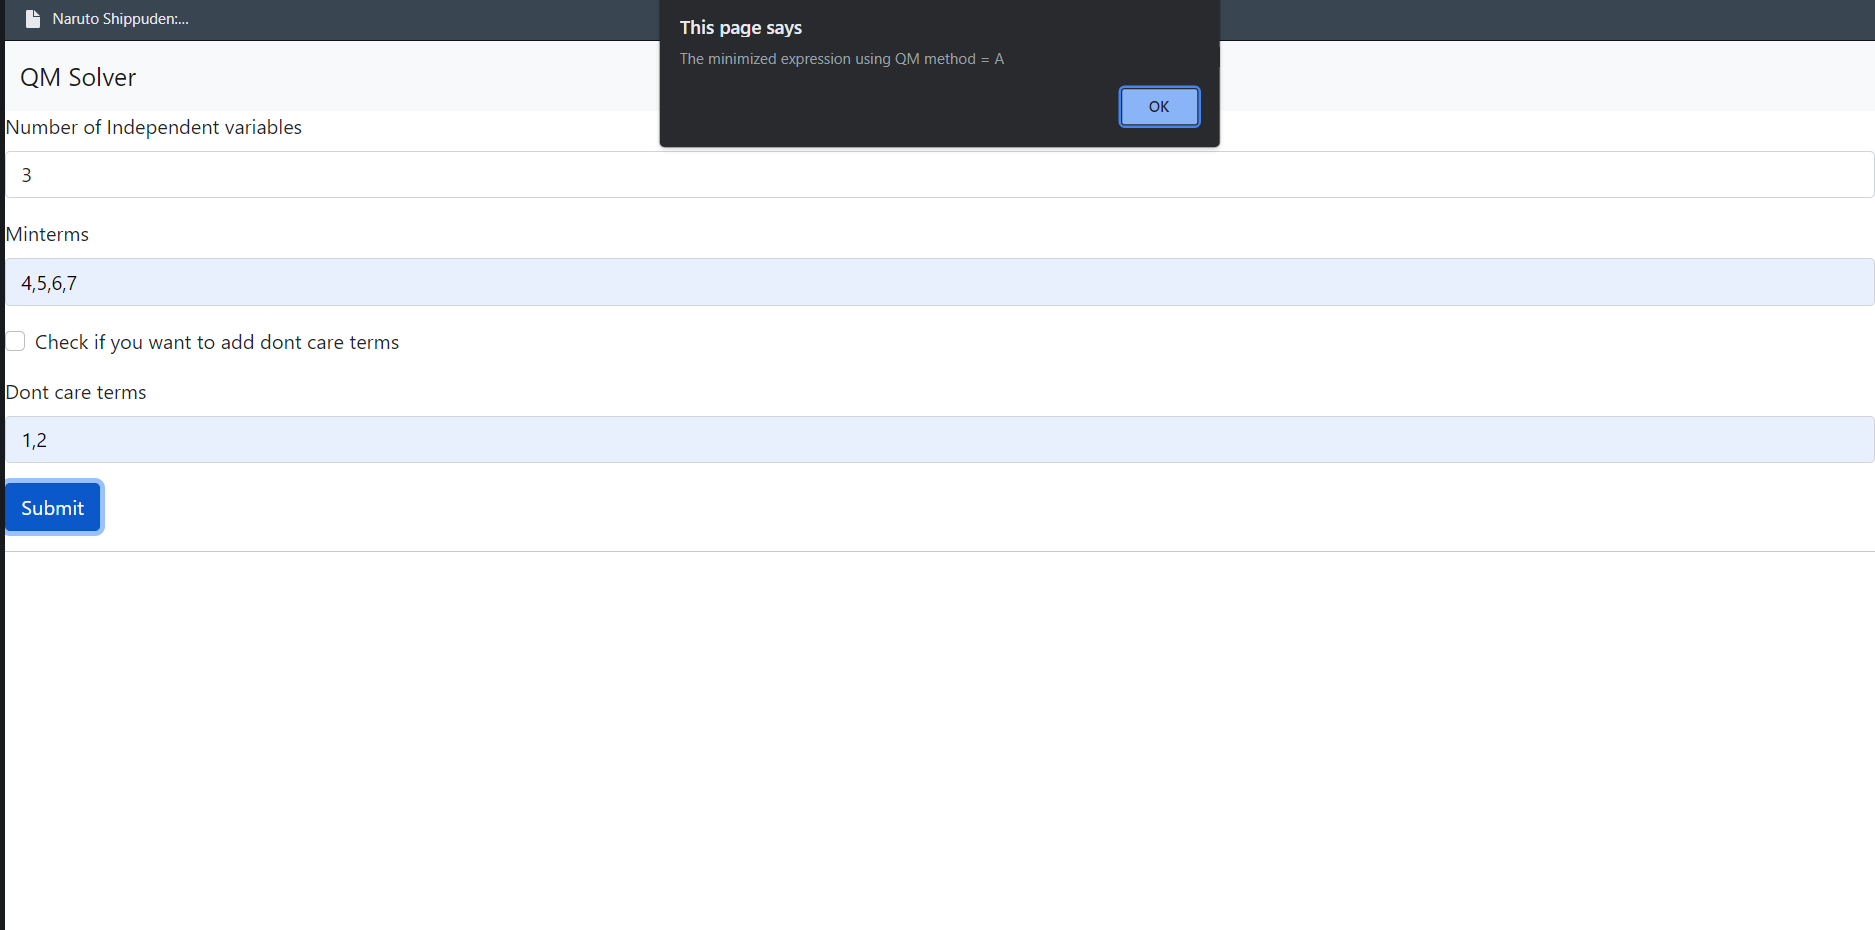 Naruto Shippuden:...
This page says
The minimized expression using QM method = A
OK
QM Solver
Number of Independent variables
3
Minterms
4,5,6,7
Check if you want to add dont care terms
Dont care terms
1,2
Submit